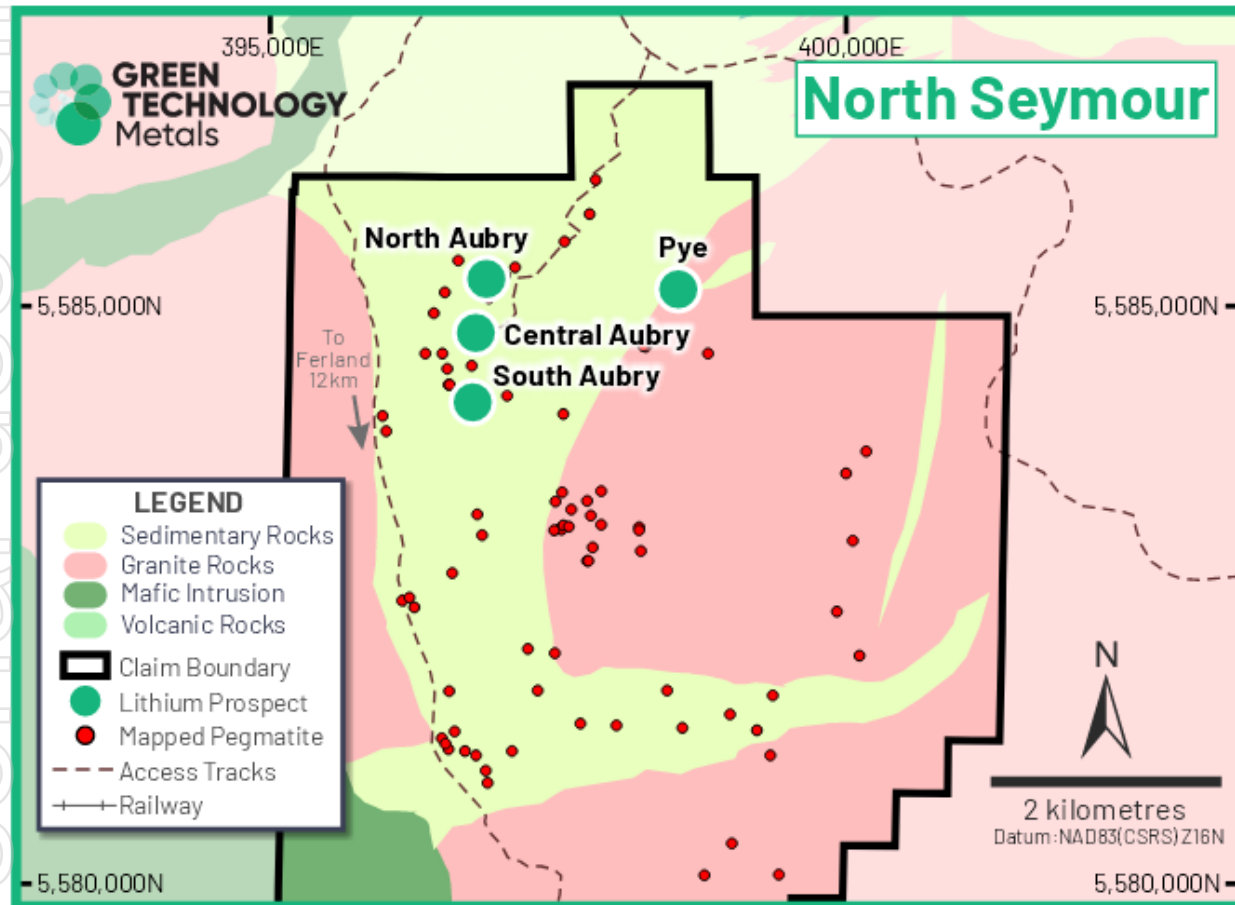 395,000E
400,000E
GREEN
TECHNOLOGY
Metals
North Seymour
North Aubry
Pye
5,585,000N
5,585,000N
Central Aubry
To
Ferland
12km
South Aubry
LEGEND
Sedimentary Rocks
Granite Rocks
Mafic Intrusion
Volcanic Rocks
Claim Boundary
Lithium Prospect
Mapped Pegmatite
Access Tracks
Railway
N
2 kilometres
Datum:NAD83(CSRS)Z16N
5,580,000N
5,580,000N